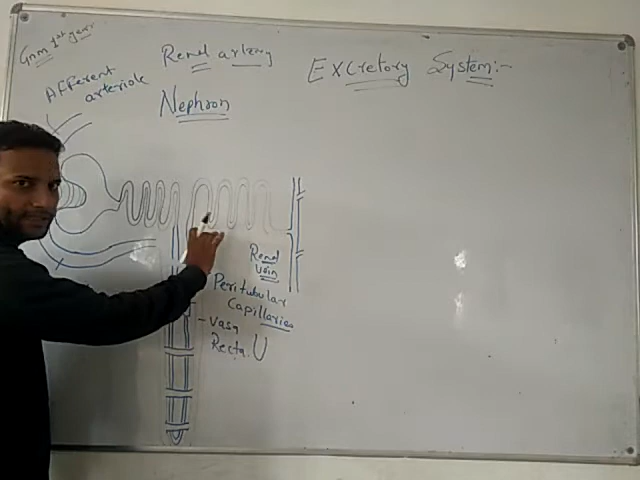 Gnm 1st year
Renal artery
Excretory System:-
Afferent
arteriole
Nephron
Renal
Vein
Peritubular
Capillaries
- Vasa
Recta. U